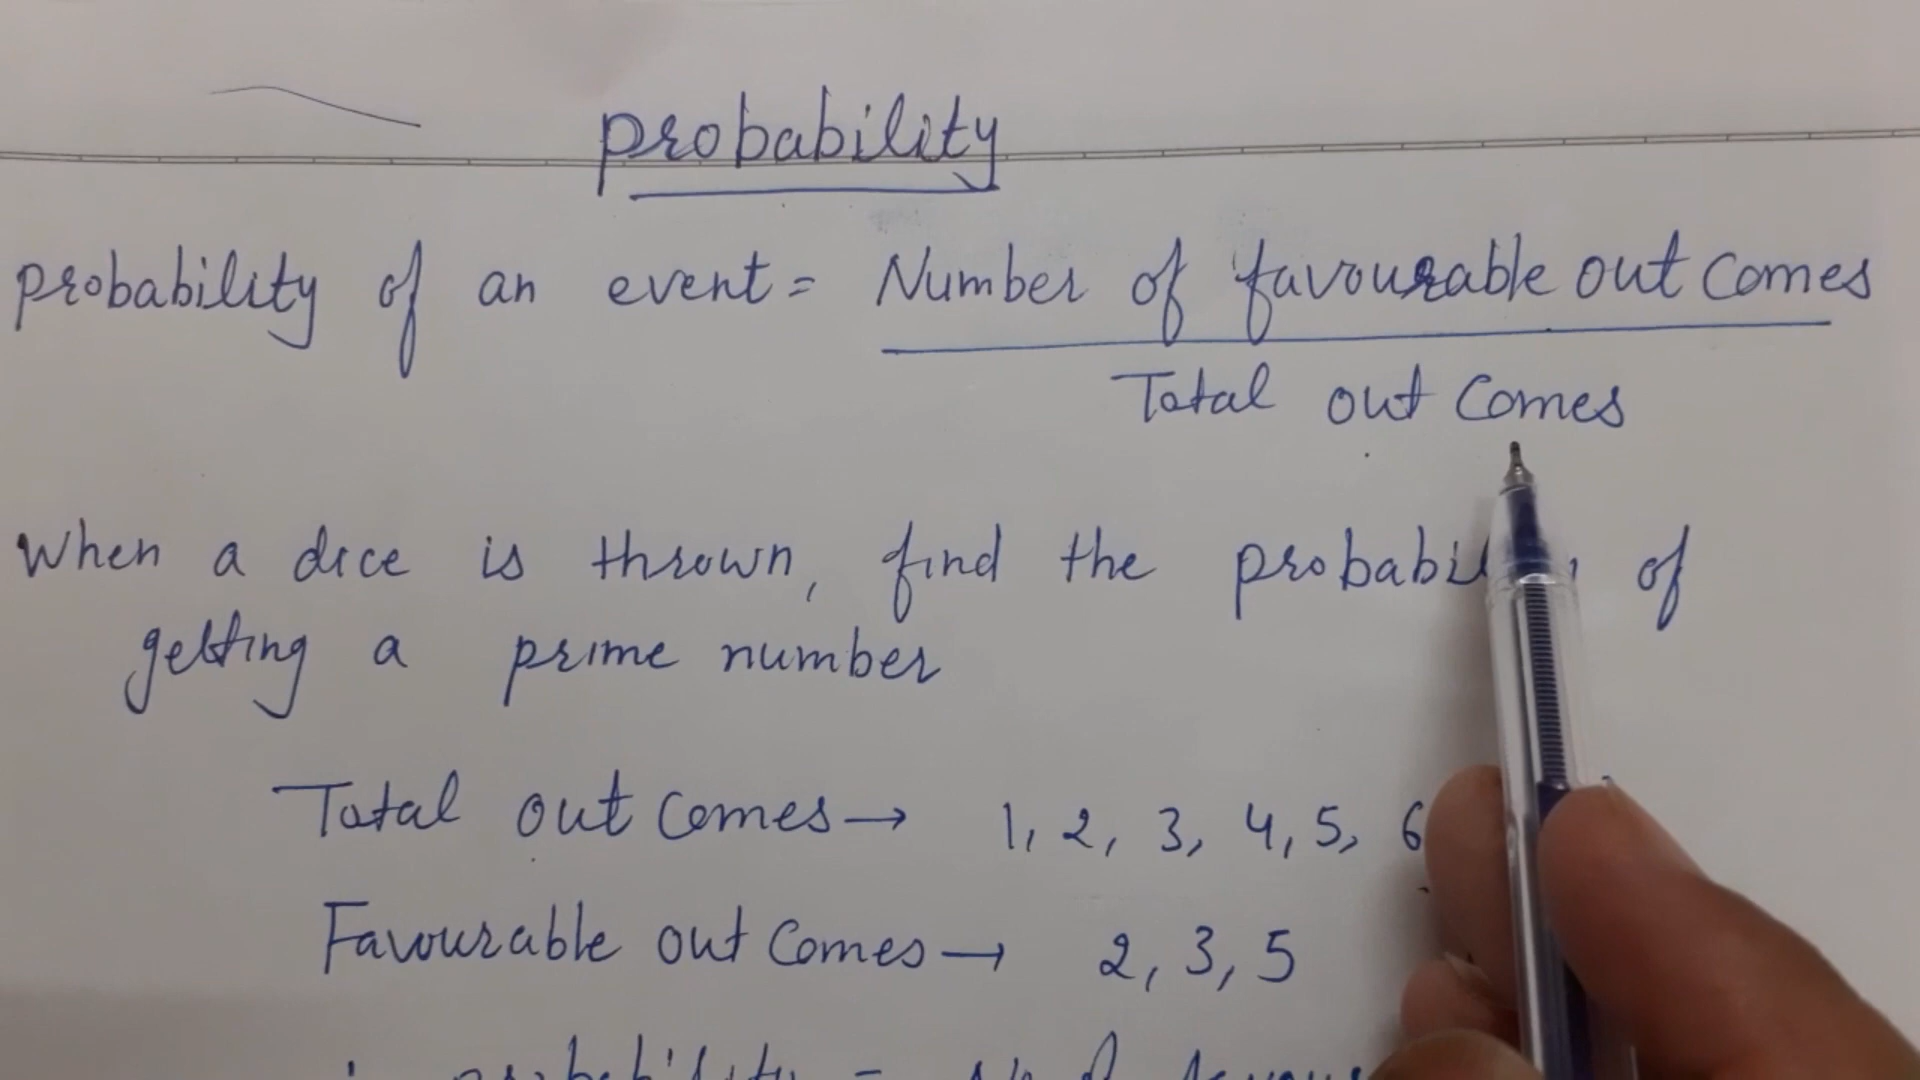 probability
probability of an event = Number of favourable out comes
Total out comes
When a dice is thrown, find the of
getting a prime number
Total out comes → 1, 2, 3, 4, 5, 6
Favourable out comes → 2, 3, 5
probability =